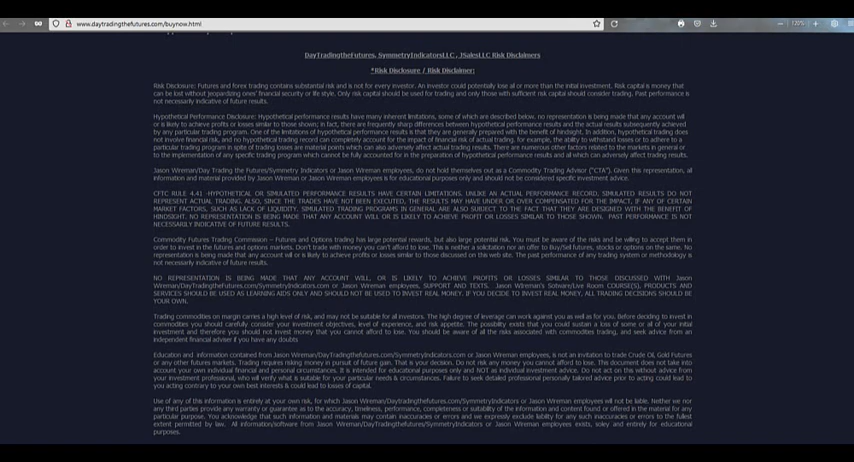 www.daytradingthefutures.com/buynow.html
120%
DayTradingtheFutures, SymmetryIndicatorsLLC, JSalesLLC Risk Disclaimers
*Risk Disclosure / Risk Disclaimer:
Risk Disclosure: Futures and forex trading contains substantial risk and is not for every investor. An investor could potentially lose all or more than the initial investment. Risk capital is money that
can be lost without jeopardizing ones' financial security or life style. Only risk capital should be used for trading and only those with sufficient risk capital should consider trading. Past performance is
not necessarily indicative of future results.
Hypothetical Performance Disclosure: Hypothetical performance results have many inherent limitations, some of which are described below. no representation is being made that any account will
or is likely to achieve profits or losses similar to those shown; in fact, there are frequently sharp differences between hypothetical performance results and the actual results subsequently achieved
by any particular trading program. One of the limitations of hypothetical performance results is that they are generally prepared with the benefit of hindsight. In addition, hypothetical trading does
not involve financial risk, and no hypothetical trading record can completely account for the impact of financial risk of actual trading. for example, the ability to withstand losses or to adhere to a
particular trading program in spite of trading losses are material points which can also adversely affect actual trading results. There are numerous other factors related to the markets in general or
to the implementation of any specific trading program which cannot be fully accounted for in the preparation of hypothetical performance results and all which can adversely affect trading results.
Jason Wireman/Day Trading the Futures/Symmetry Indicators or Jason Wireman employees, do not hold themselves out as a Commodity Trading Advisor ("CTA"). Given this representation, all
information and material provided by Jason Wireman or Jason Wireman employees is for educational purposes only and should not be considered specific investment advice.
CFTC RULE 4.41 -HYPOTHETICAL OR SIMULATED PERFORMANCE RESULTS HAVE CERTAIN LIMITATIONS. UNLIKE AN ACTUAL PERFORMANCE RECORD, SIMULATED RESULTS DO NOT
REPRESENT ACTUAL TRADING. ALSO, SINCE THE TRADES HAVE NOT BEEN EXECUTED, THE RESULTS MAY HAVE UNDER OR OVER COMPENSATED FOR THE IMPACT, IF ANY, OF CERTAIN
MARKET FACTORS, SUCH AS LACK OF LIQUIDITY. SIMULATED TRADING PROGRAMS IN GENERAL ARE ALSO SUBJECT TO THE FACT THAT THEY ARE DESIGNED WITH THE BENEFIT OF
HINDSIGHT. NO REPRESENTATION IS BEING MADE THAT ANY ACCOUNT WILL OR IS LIKELY TO ACHIEVE PROFIT OR LOSSES SIMILAR TO THOSE SHOWN. PAST PERFORMANCE IS NOT
NECESSARILY INDICATIVE OF FUTURE RESULTS.
Commodity Futures Trading Commission – Futures and Options trading has large potential rewards, but also large potential risk. You must be aware of the risks and be willing to accept them in
order to invest in the futures and options markets. Don't trade with money you can't afford to lose. This is neither a solicitation nor an offer to Buy/Sell futures, stocks or options on the same. No
representation is being made that any account will or is likely to achieve profits or losses similar to those discussed on this web site. The past performance of any trading system or methodology is
not necessarily indicative of future results.
NO REPRESENTATION IS BEING MADE THAT ANY ACCOUNT WILL, OR IS LIKELY TO ACHIEVE PROFITS OR LOSSES SIMILAR TO THOSE DISCUSSED WITH Jason
Wireman/DayTradingthefutures.com/SymmetryIndicators.com or Jason Wireman employees, SUPPORT AND TEXTS. Jason Wireman's Sotware/Live Room COURSE(S). PRODUCTS AND
SERVICES SHOULD BE USED AS LEARNING AIDS ONLY AND SHOULD NOT BE USED TO INVEST REAL MONEY. IF YOU DECIDE TO INVEST REAL MONEY, ALL TRADING DECISIONS SHOULD BE
YOUR OWN.
Trading commodities on margin carries a high level of risk, and may not be suitable for all investors. The high degree of leverage can work against you as well as for you. Before deciding to invest in
commodities you should carefully consider your investment objectives, level of experience, and risk appetite. The possibility exists that you could sustain a loss of some or all of your initial
investment and therefore you should not invest money that you cannot afford to lose. You should be aware of all the risks associated with commodities trading, and seek advice from an
independent financial adviser if you have any doubts
Education and information contained from Jason Wireman/DayTradingthefutures.com/SymmetryIndicators.com or Jason Wireman employees, is not an invitation to trade Crude Oil, Gold Futures
or any other futures markets. Trading requires risking money in pursuit of future gain. That is your decision. Do not risk any money you cannot afford to lose. This document does not take into
account your own individual financial and personal circumstances. It is intended for educational purposes only and NOT as individual investment advice. Do not act on this without advice from
your investment professional, who will verify what is suitable for your particular needs & circumstances. Failure to seek detailed professional personally tailored advice prior to acting could lead to
you acting contrary to your own best interests & could lead to losses of capital.
Use of any of this information is entirely at your own risk, for which Jason Wireman/DayTradingthefutures.com/SymmetryIndicators or Jason Wireman employees will not be liable. Neither we nor
any third parties provide any warranty or guarantee as to the accuracy, timeliness, performance, completeness or suitability of the information and content found or offered in the material for any
particular purpose. You acknowledge that such information and materials may contain inaccuracies or errors and we expressly exclude liability for any such inaccuracies or errors to the fullest
extent permitted by law. All information/software from Jason Wireman/DayTradingthefutures.com/SymmetryIndicators or Jason Wireman employees exists, soley and entirely for educational
purposes.